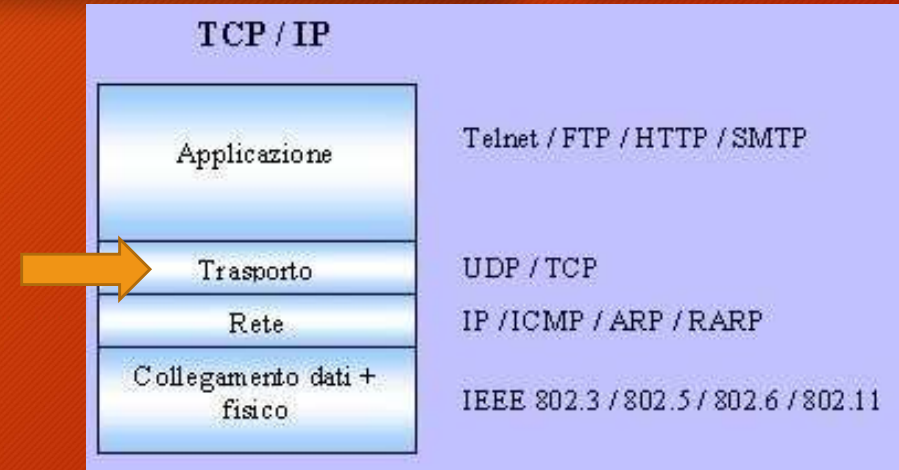 TCP / IP
Applicazione
Telnet / FTP / HTTP / SMTP
Trasporto
UDP / TCP
Rete
IP / ICMP / ARP / RARP
Collegamento dati +
fisico
IEEE 802.3 / 802.5 / 802.6 / 802.11